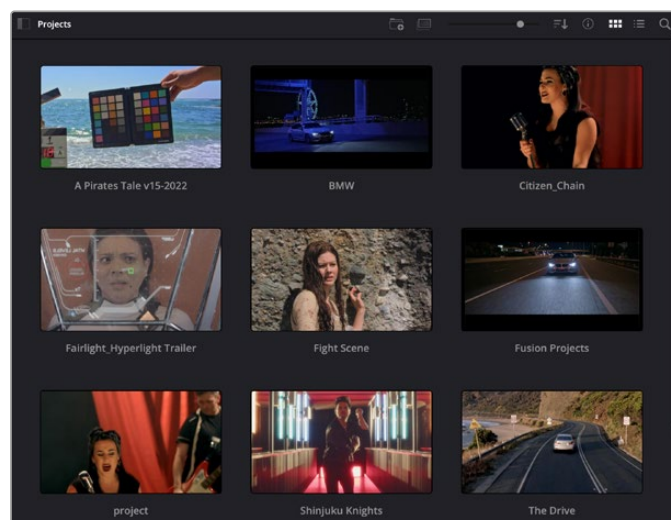 Projects
A Pirates Tale v15-2022
BMW
Citizen_Chain
Fairlight_Hyperlight Trailer
Fight Scene
Fusion Projects
project
Shinjuku Knights
The Drive